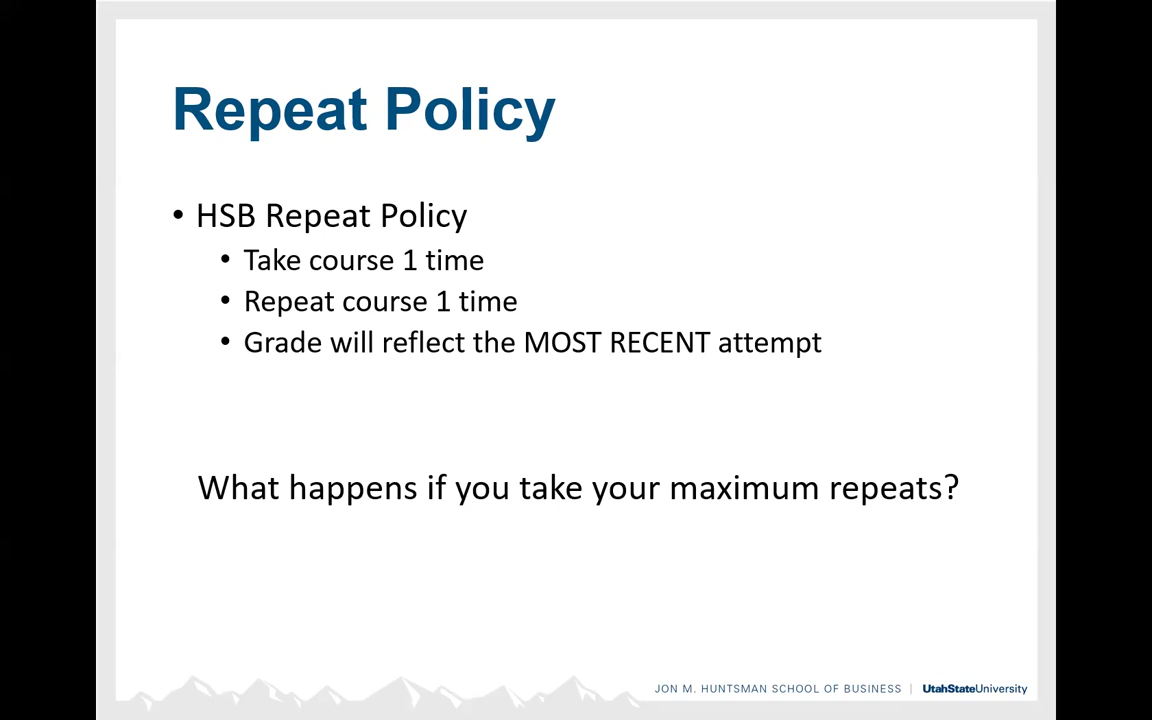 Repeat Policy
• HSB Repeat Policy
• Take course 1 time
• Repeat course 1 time
• Grade will reflect the MOST RECENT attempt
What happens if you take your maximum repeats?
JON M. HUNTSMAN SCHOOL OF BUSINESS | UtahStateUniversity